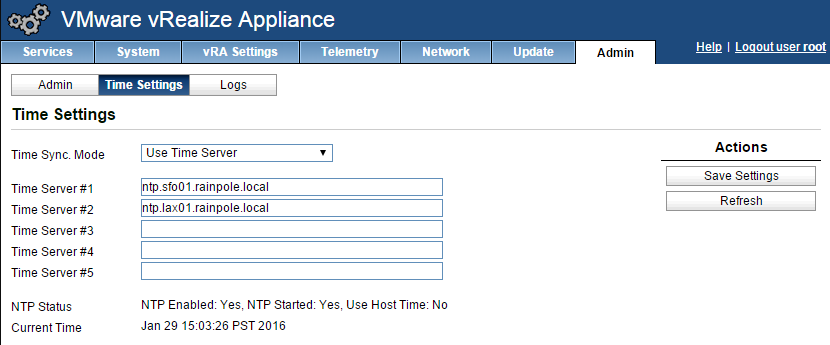 VMware vRealize Appliance
Services System vRA Settings Telemetry Network Update Admin Help | Logout user root
Admin Time Settings Logs
Time Settings
Actions
Time Sync. Mode Use Time Server
Save Settings
Time Server #1 ntp.sfo01.rainpole.local
Refresh
Time Server #2 ntp.lax01.rainpole.local
Time Server #3
Time Server #4
Time Server #5
NTP Status NTP Enabled: Yes, NTP Started: Yes, Use Host Time: No
Current Time Jan 29 15:03:26 PST 2016